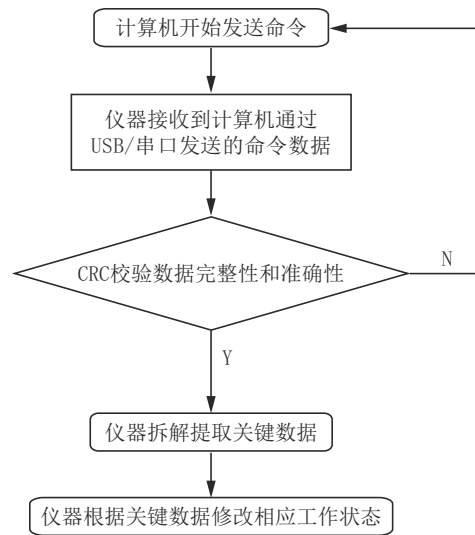 计算机开始发送命令
仪器接收到计算机通过
USB/串口发送的命令数据
CRC校验数据完整性和准确性
N
Y
仪器拆解提取关键数据
仪器根据关键数据修改相应工作状态